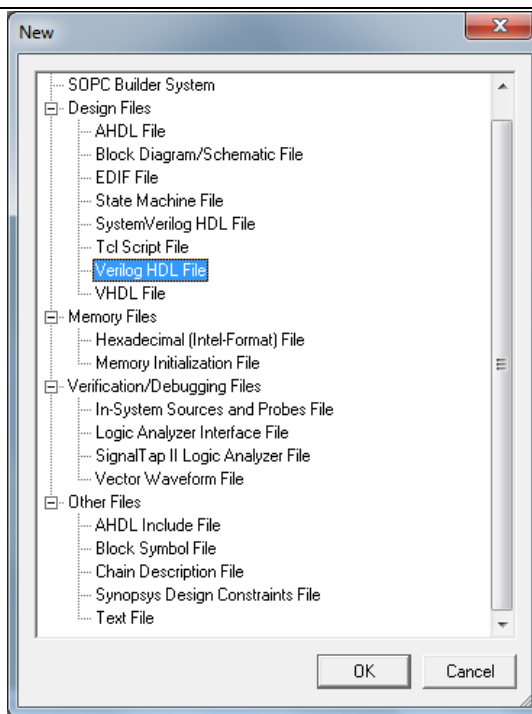 New
SOPC Builder System
Design Files
AHDL File
Block Diagram/Schematic File
EDIF File
State Machine File
SystemVerilog HDL File
Tcl Script File
Verilog HDL File
VHDL File
Memory Files
Hexadecimal (Intel-Format) File
Memory Initialization File
Verification/Debugging Files
In-System Sources and Probes File
Logic Analyzer Interface File
SignalTap II Logic Analyzer File
Vector Waveform File
Other Files
AHDL Include File
Block Symbol File
Chain Description File
Synopsys Design Constraints File
Text File
OK Cancel